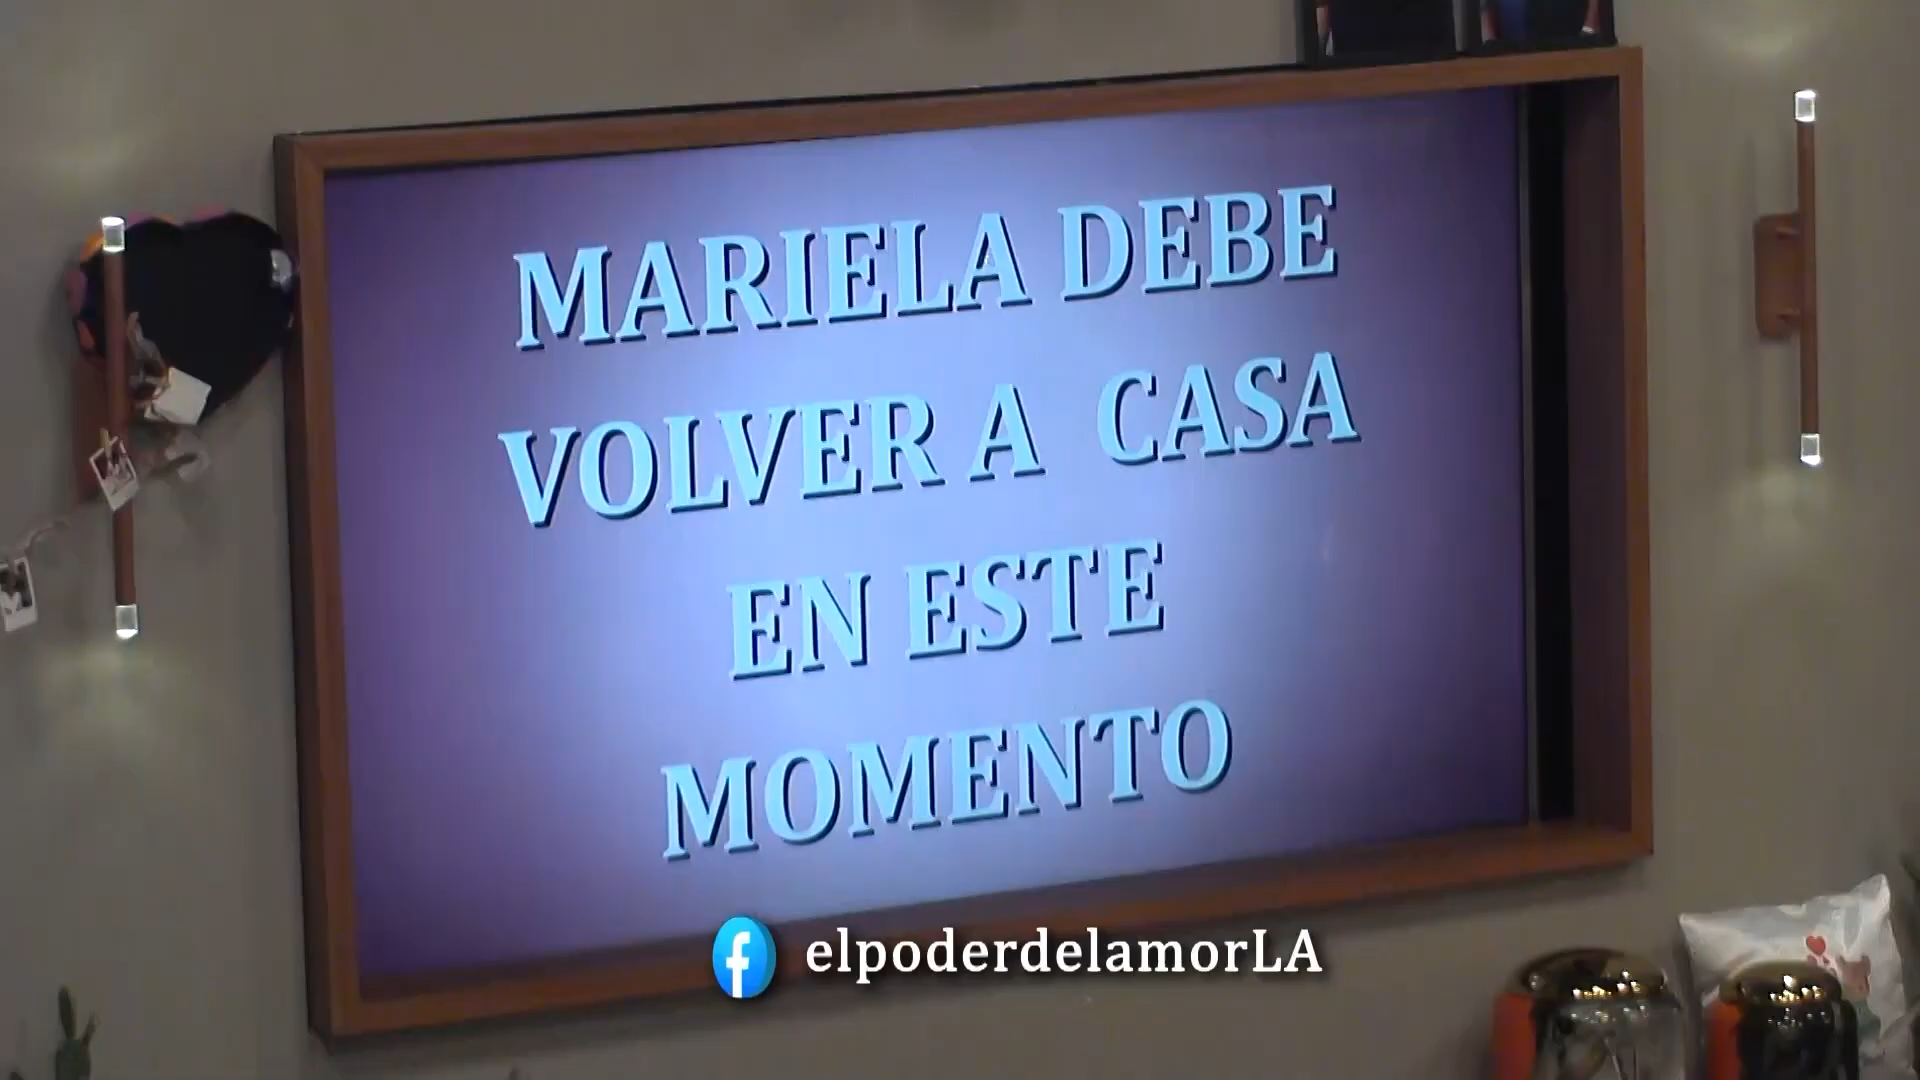 MARIELA DEBE
VOLVER A CASA
EN ESTE
MOMENTO
elpoderdelamorLA